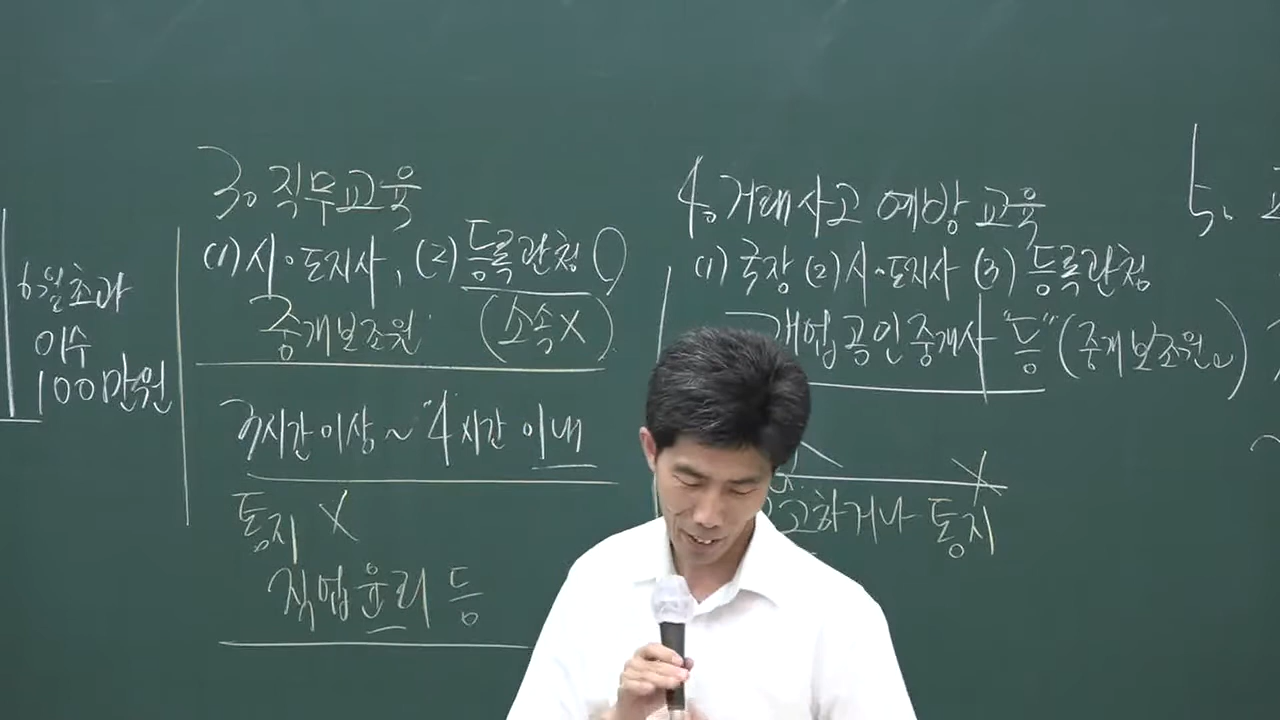 6월초과
이수
100만원
3. 직무교육
(1) 시·도지사, (2) 등록관청
중개보조원 (소속X)
3시간이상 ~ 4시간 이내
통지 X
직업윤리 등
4. 거래사고 예방 교육
(1) 국장 (2) 시·도지사 (3) 등록관청
개업공인중개사 "등" (중개보조원o)
X
공고하거나 통지
5.